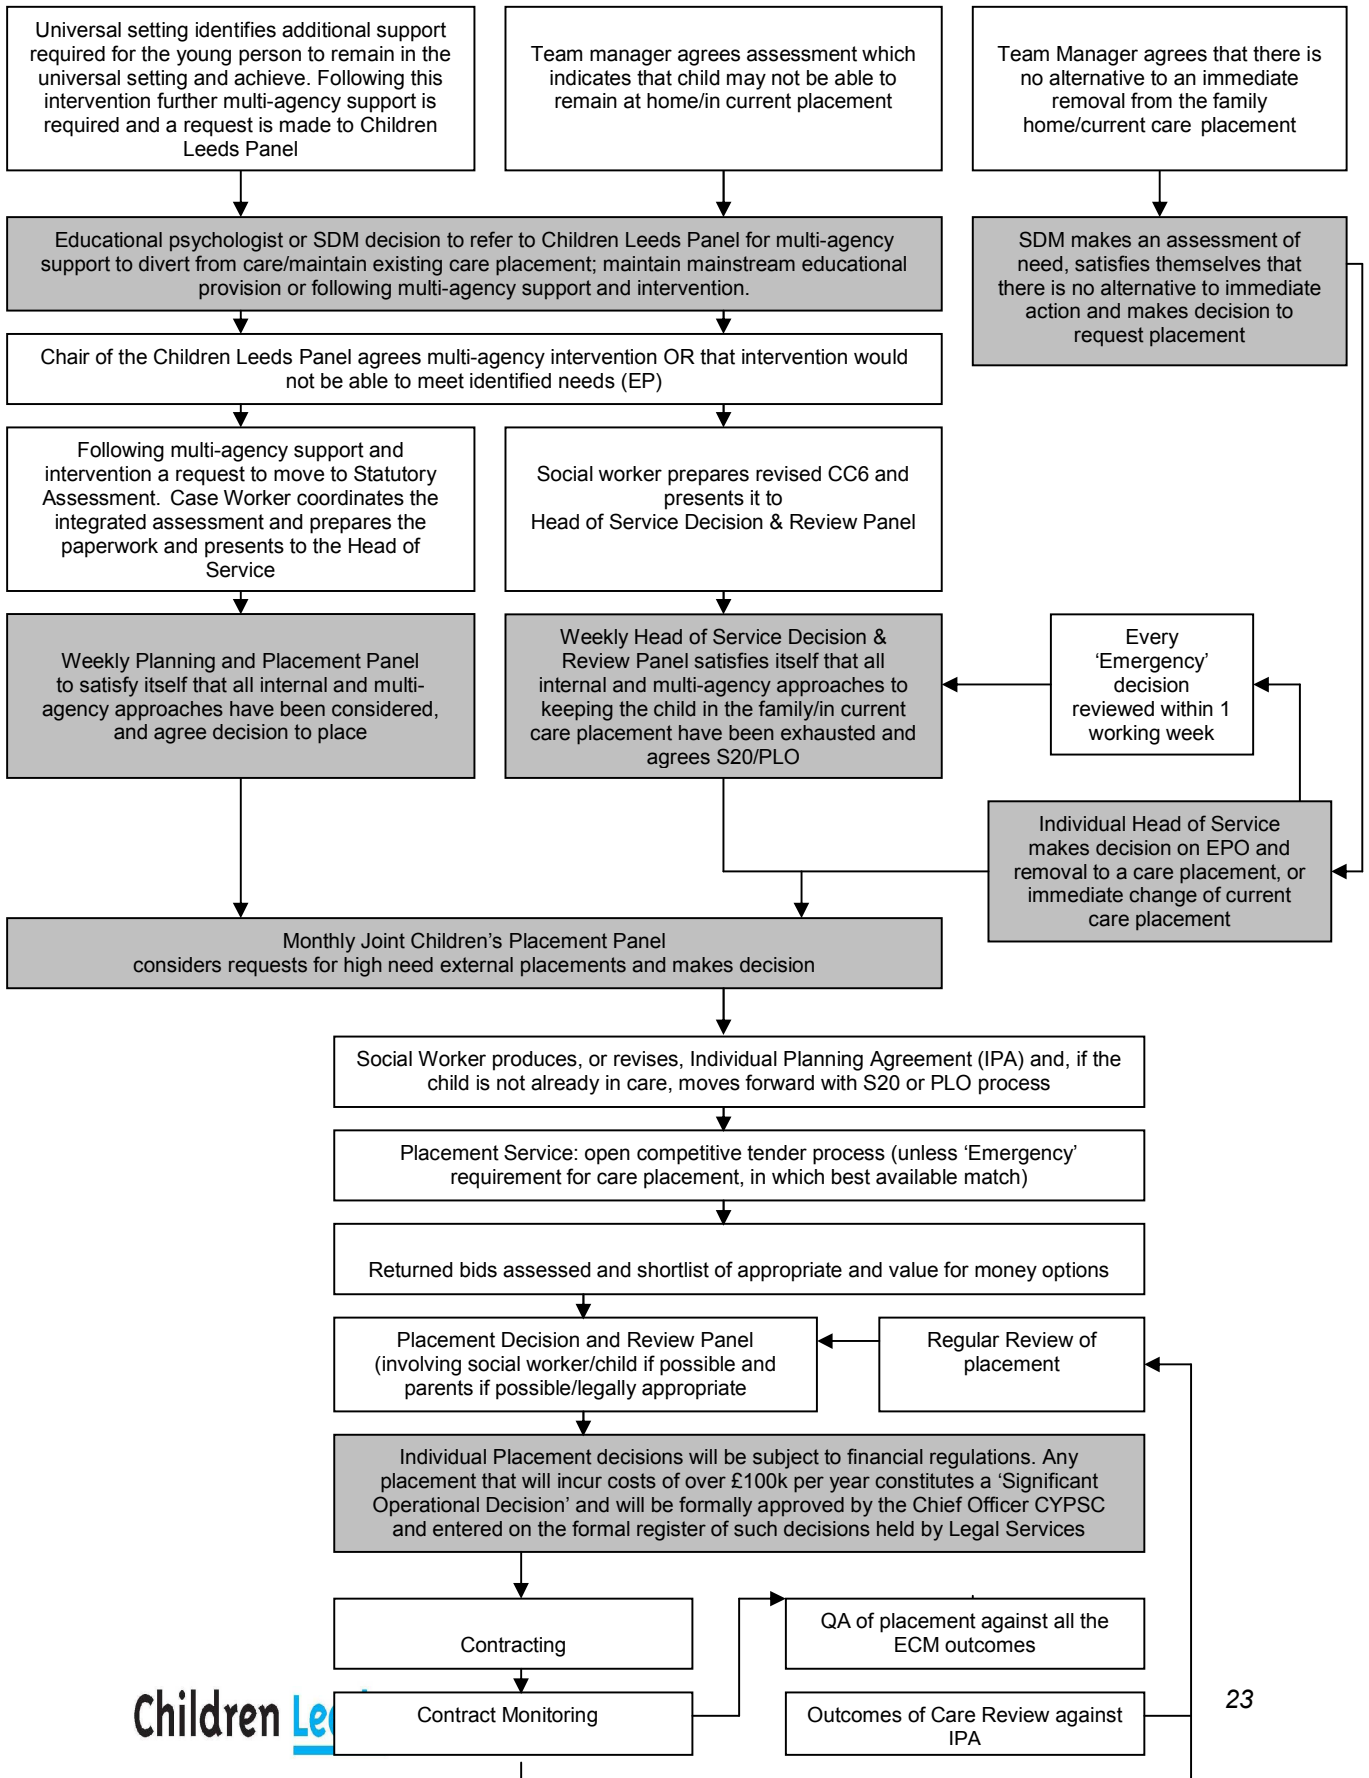 Universal setting identifies additional support
required for the young person to remain in the
universal setting and achieve. Following this
intervention further multi-agency support is
required and a request is made to Children
Leeds Panel
Team manager agrees assessment which
indicates that child may not be able to
remain at home/in current placement
Team Manager agrees that there is
no alternative to an immediate
removal from the family
home/current care placement
Educational psychologist or SDM decision to refer to Children Leeds Panel for multi-agency
support to divert from care/maintain existing care placement; maintain mainstream educational
provision or following multi-agency support and intervention.
SDM makes an assessment of
need, satisfies themselves that
there is no alternative to immediate
action and makes decision to
request placement
Chair of the Children Leeds Panel agrees multi-agency intervention OR that intervention would
not be able to meet identified needs (EP)
Following multi-agency support and
intervention a request to move to Statutory
Assessment. Case Worker coordinates the
integrated assessment and prepares the
paperwork and presents to the Head of
Service
Social worker prepares revised CC6 and
presents it to
Head of Service Decision & Review Panel
Weekly Planning and Placement Panel
to satisfy itself that all internal and multi-
agency approaches have been considered,
and agree decision to place
Weekly Head of Service Decision &
Review Panel satisfies itself that all
internal and multi-agency approaches to
keeping the child in the family/in current
care placement have been exhausted and
agrees S20/PLO
Every
‘Emergency’
decision
reviewed within 1
working week
Individual Head of Service
makes decision on EPO and
removal to a care placement, or
immediate change of current
care placement
Monthly Joint Children’s Placement Panel
considers requests for high need external placements and makes decision
Social Worker produces, or revises, Individual Planning Agreement (IPA) and, if the
child is not already in care, moves forward with S20 or PLO process
Placement Service: open competitive tender process (unless ‘Emergency’
requirement for care placement, in which best available match)
Returned bids assessed and shortlist of appropriate and value for money options
Placement Decision and Review Panel
(involving social worker/child if possible and
parents if possible/legally appropriate
Regular Review of
placement
Individual Placement decisions will be subject to financial regulations. Any
placement that will incur costs of over £100k per year constitutes a ‘Significant
Operational Decision’ and will be formally approved by the Chief Officer CYPSC
and entered on the formal register of such decisions held by Legal Services
Contracting
QA of placement against all the
ECM outcomes
Contract Monitoring
Outcomes of Care Review against
IPA
Children
23